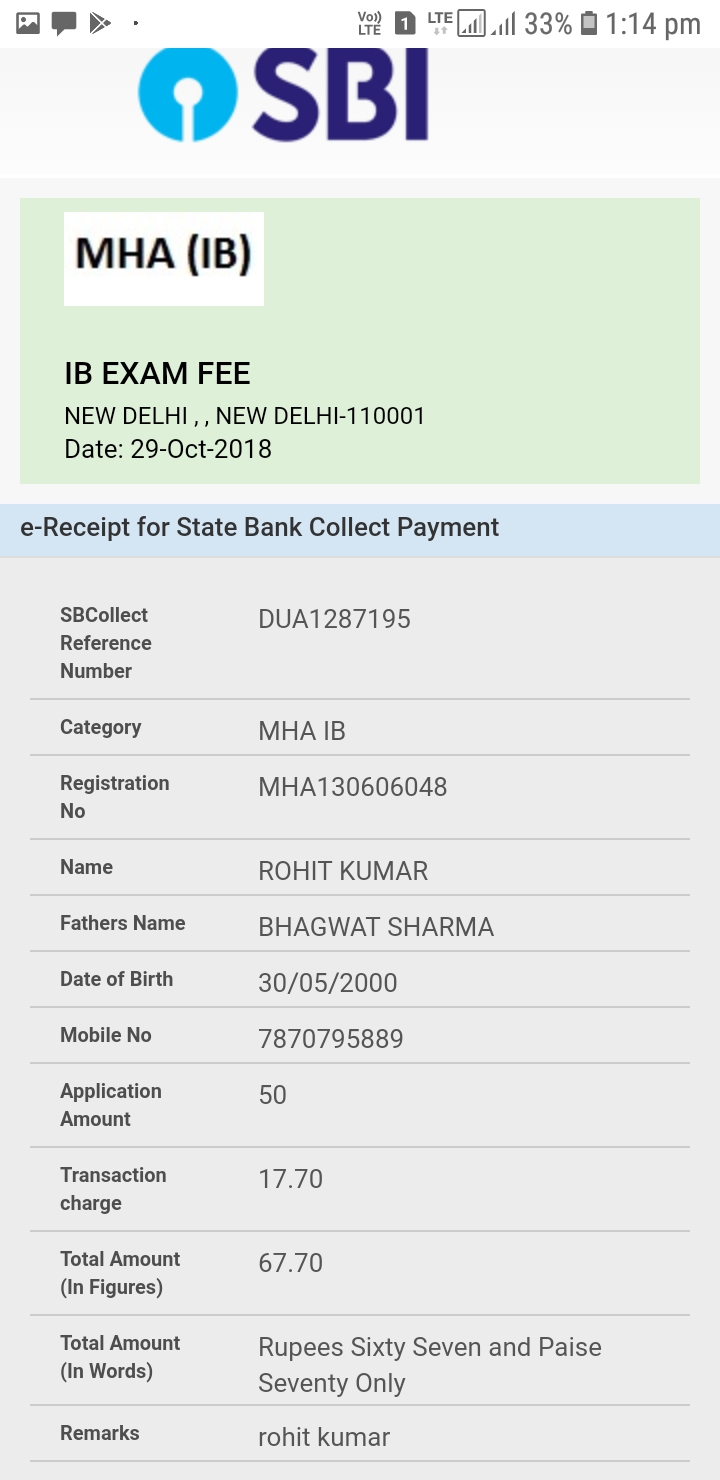 Vo)) LTE 1 LTE 33% 1:14 pm
SBI
MHA (IB)
IB EXAM FEE
NEW DELHI , , NEW DELHI-110001
Date: 29-Oct-2018
e-Receipt for State Bank Collect Payment
SBCollect Reference Number
DUA1287195
Category
MHA IB
Registration No
MHA130606048
Name
ROHIT KUMAR
Fathers Name
BHAGWAT SHARMA
Date of Birth
30/05/2000
Mobile No
7870795889
Application Amount
50
Transaction charge
17.70
Total Amount (In Figures)
67.70
Total Amount (In Words)
Rupees Sixty Seven and Paise
Seventy Only
Remarks
rohit kumar